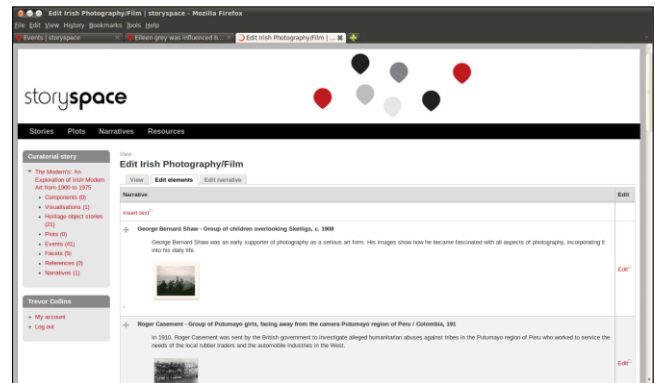 Edit Irish Photography/Film | storyspace - Mozilla Firefox
File Edit View History Bookmarks Tools Help
Events | storyspace
Eileen grey was influenced b...
Edit Irish Photography/Film | ...
storyspace
Stories Plots Narratives Resources
Curatorial story
The Moderns: An
Exploration of Irish Modern
Art from 1900 to 1975
Components (0)
Visualisations (1)
Heritage object stories
(21)
Plots (0)
Events (41)
Facets (5)
References (0)
Narratives (1)
Trevor Collins
My account
Log out
View
Edit Irish Photography/Film
View Edit elements Edit narrative
Narrative Edit
Insert text
George Bernard Shaw - Group of children overlooking Skelligs, c. 1908
George Bernard Shaw was an early supporter of photography as a serious art form. His images show how he became fascinated with all aspects of photography, incorporating it
into his daily life.
Edit
Roger Casement - Group of Putumayo girls, facing away from the camera Putumayo region of Peru / Colombia, 191
In 1910, Roger Casement was sent by the British government to investigate alleged humanitarian abuses against tribes in the Putumayo region of Peru who worked to service the
needs of the local rubber traders and the automobile industries in the West.
Edit